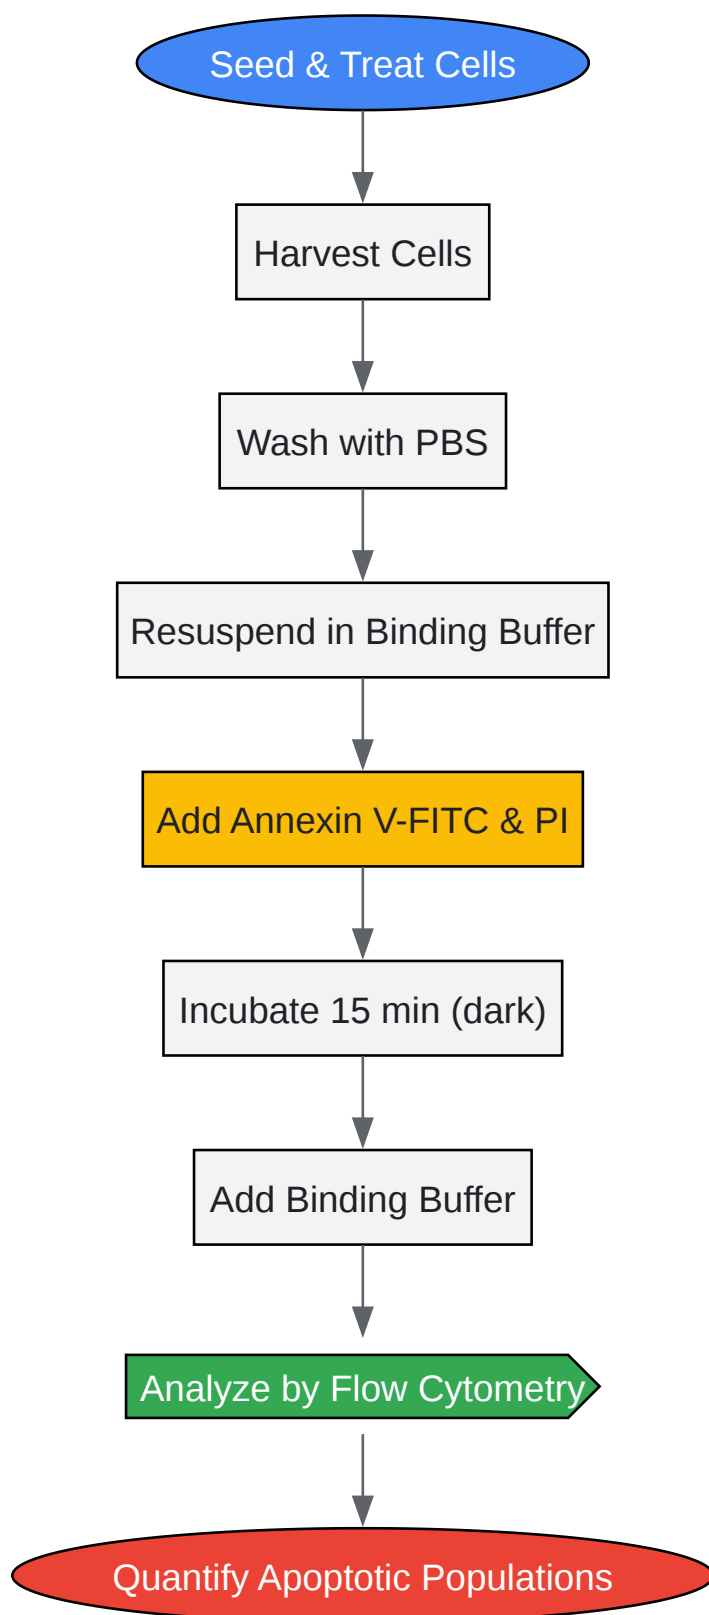 Seed & Treat Cells
Harvest Cells
Wash with PBS
Resuspend in Binding Buffer
Add Annexin V-FITC & PI
Incubate 15 min (dark)
Add Binding Buffer
Analyze by Flow Cytometry
Quantify Apoptotic Populations